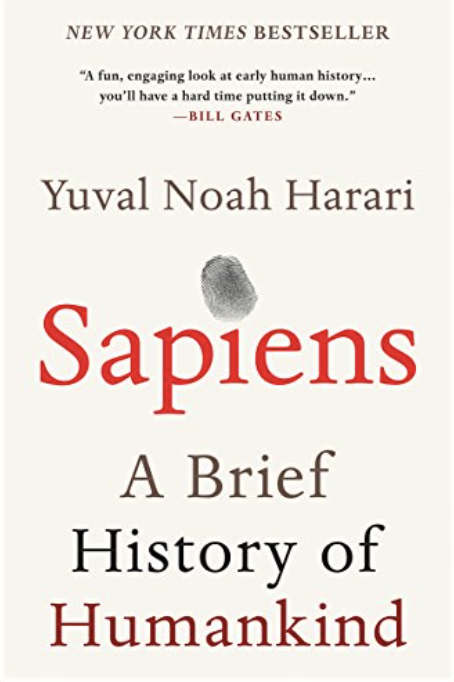 NEW YORK TIMES BESTSELLER
“A fun, engaging look at early human history...
you’ll have a hard time putting it down.”
—BILL GATES
Yuval Noah Harari
Sapiens
A Brief
History of
Humankind